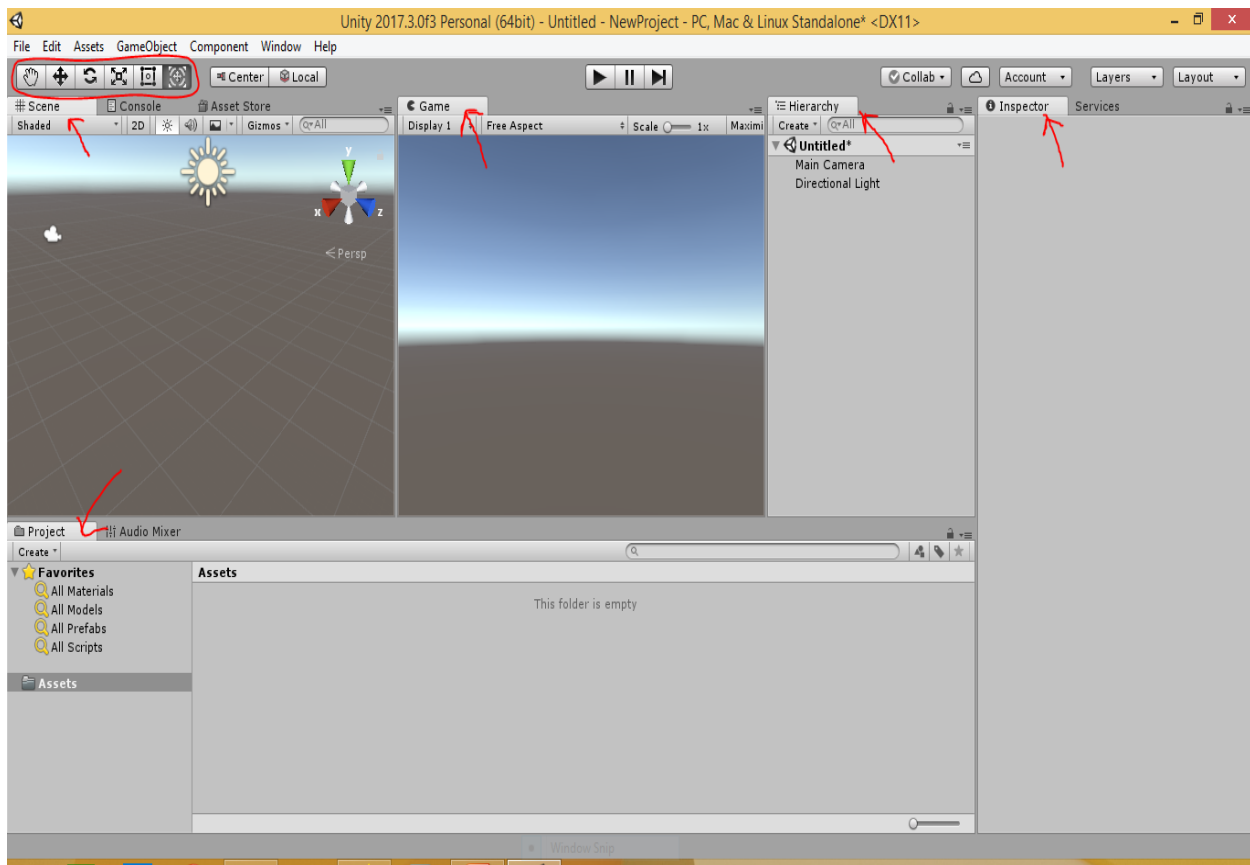 Unity 2017.3.0f3 Personal (64bit) - Untitled - NewProject - PC, Mac & Linux Standalone* <DX11>
File Edit Assets GameObject Component Window Help
Center Local Collab Account Layers Layout
Scene Console Asset Store Game Hierarchy Inspector Services
Shaded 2D Gizmos All Display 1 Free Aspect Scale 1x Maximi Create All
Untitled*
Main Camera
Directional Light
y
x z
Persp
Project Audio Mixer
Create
Favorites Assets
All Materials
All Models
All Prefabs
All Scripts
This folder is empty
Assets
Window Snip